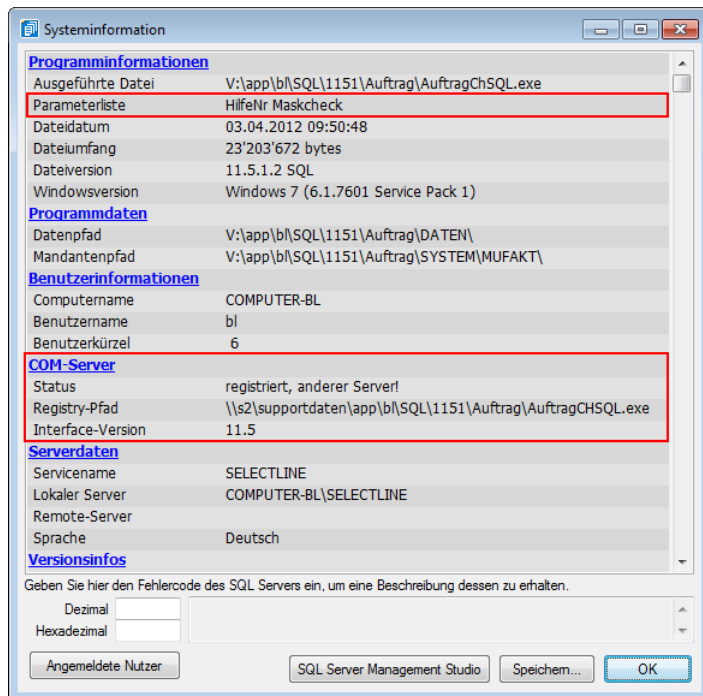 Systeminformation
Programminformationen
Ausgeführte Datei V:\app\bl\SQL\1151\Auftrag\AuftragChSQL.exe
Parameterliste HilfeNr Maskcheck
Dateidatum 03.04.2012 09:50:48
Dateiumfang 23'203'672 bytes
Dateiversion 11.5.1.2 SQL
Windowsversion Windows 7 (6.1.7601 Service Pack 1)
Programmdaten
Datenpfad V:\app\bl\SQL\1151\Auftrag\DATEN\
Mandantenpfad V:\app\bl\SQL\1151\Auftrag\SYSTEM\MUFAKT\
Benutzerinformationen
Computername COMPUTER-BL
Benutzername bl
Benutzerkürzel 6
COM-Server
Status registriert, anderer Server!
Registry-Pfad \\s2\supportdaten\app\bl\SQL\1151\Auftrag\AuftragCHSQL.exe
Interface-Version 11.5
Serverdaten
Servicename SELECTLINE
Lokaler Server COMPUTER-BL\SELECTLINE
Remote-Server
Sprache Deutsch
Versionsinfos
Geben Sie hier den Fehlercode des SQL Servers ein, um eine Beschreibung dessen zu erhalten.
Dezimal
Hexadezimal
Angemeldete Nutzer SQL Server Management Studio Speichern... OK